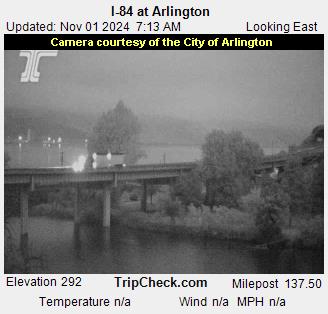 I-84 at Arlington
Updated: Nov 01 2024 7:13 AM Looking East
Camera courtesy of the City of Arlington
Elevation 292 TripCheck.com Milepost 137.50
Temperature n/a Wind n/a MPH n/a